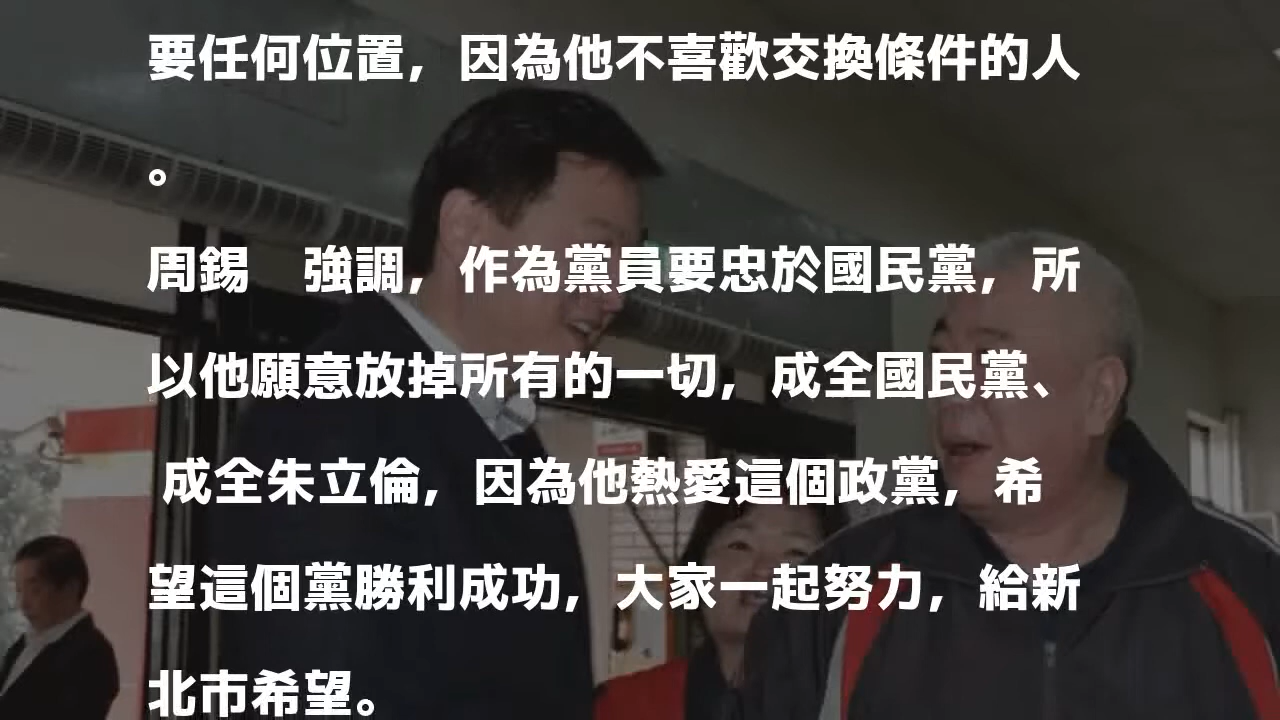 要任何位置，因為他不喜歡交換條件的人
。
周錫　強調，作為黨員要忠於國民黨，所
以他願意放掉所有的一切，成全國民黨、
成全朱立倫，因為他熱愛這個政黨，希
望這個黨勝利成功，大家一起努力，給新
北市希望。